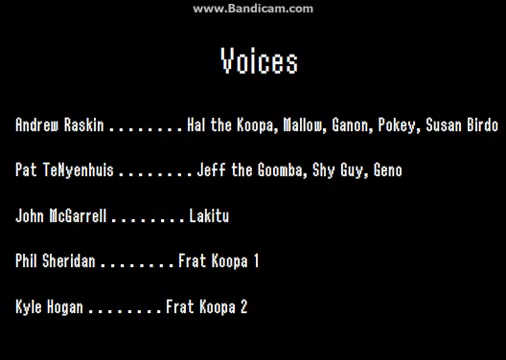 www.Bandicam.com
Voices
Andrew Raskin ........ Hal the Koopa, Mallow, Ganon, Pokey, Susan Birdo
Pat TeNyenhuis ........ Jeff the Goomba, Shy Guy, Geno
John McGarrell ........ Lakitu
Phil Sheridan ........ Frat Koopa 1
Kyle Hogan ........ Frat Koopa 2